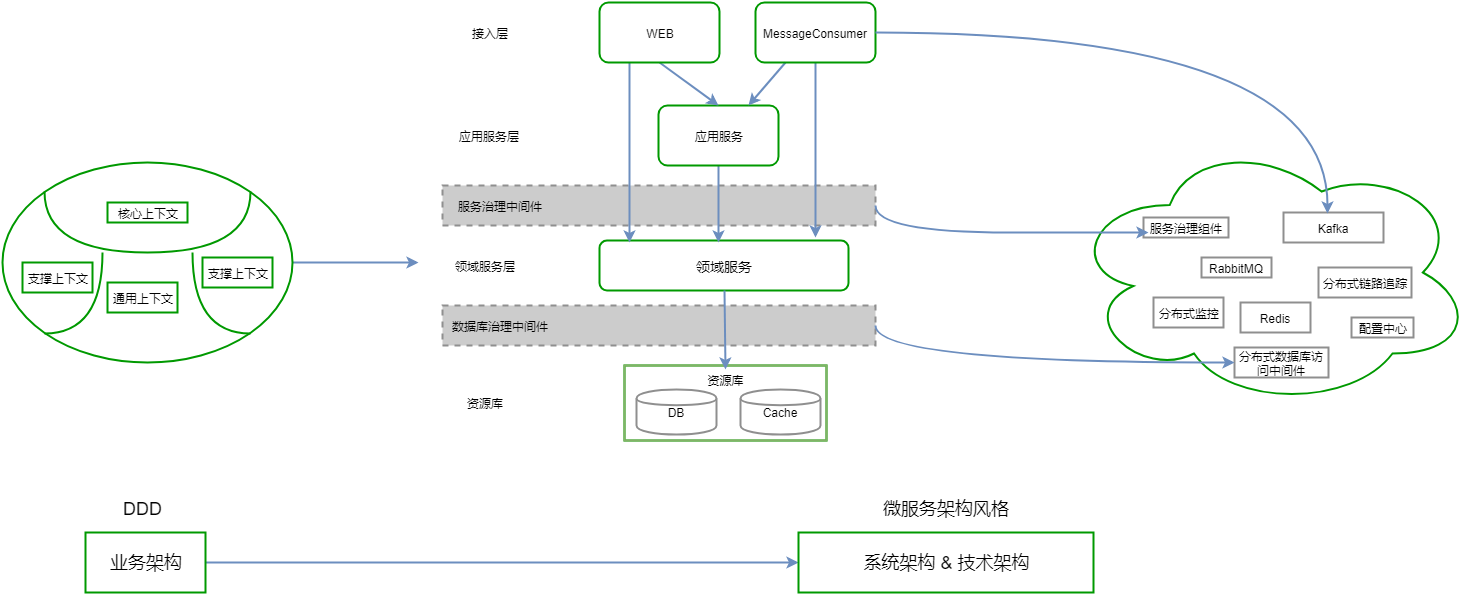 接入层
WEB
MessageConsumer
应用服务层
应用服务
核心上下文
支撑上下文
通用上下文
支撑上下文
服务治理中间件
领域服务层
领域服务
数据库治理中间件
资源库
资源库
DB
Cache
服务治理组件
Kafka
RabbitMQ
分布式链路追踪
分布式监控
Redis
配置中心
分布式数据库访
问中间件
DDD
微服务架构风格
业务架构
系统架构 & 技术架构